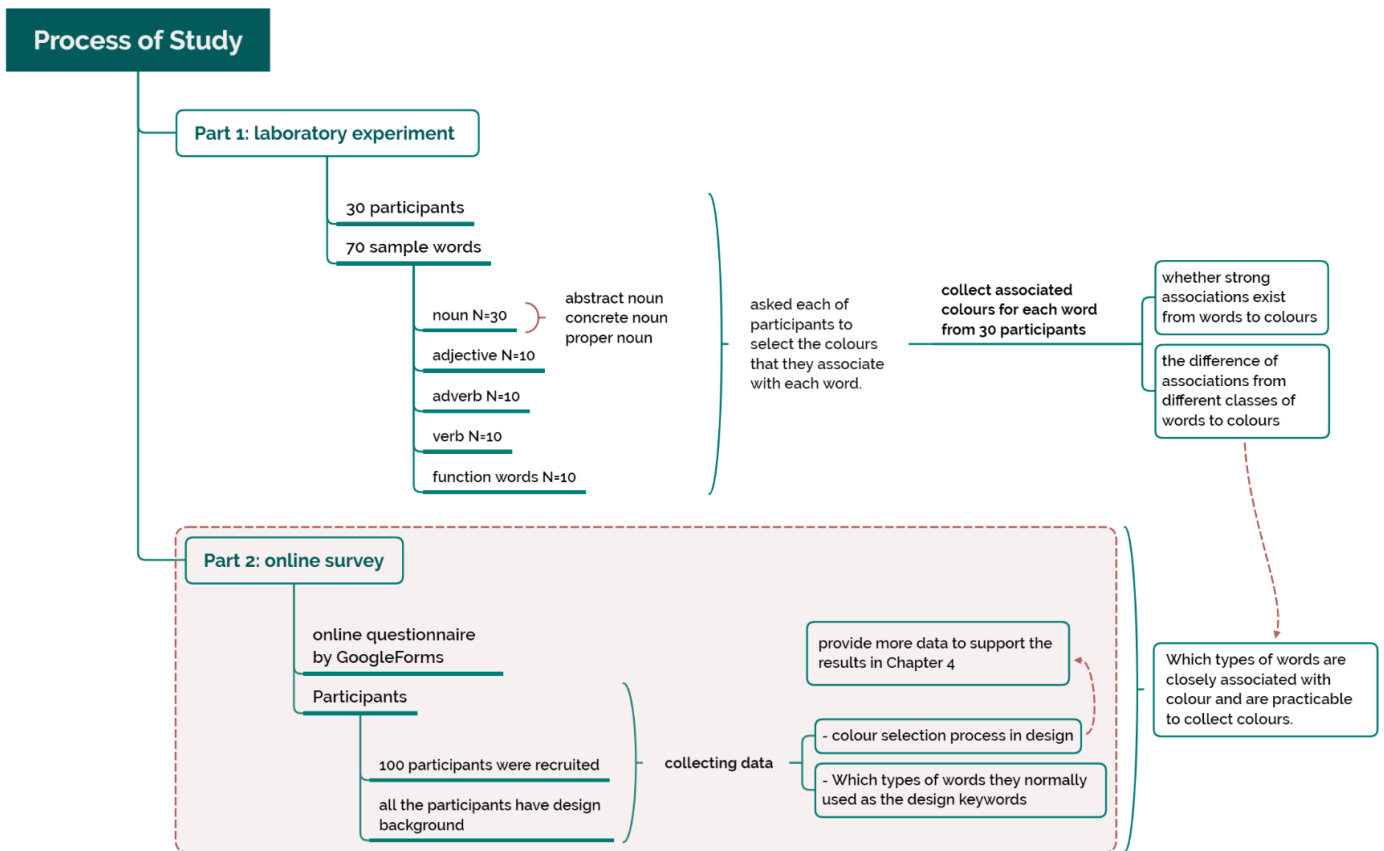 Process of Study
Part 1: laboratory experiment
30 participants
70 sample words
noun N=30
abstract noun
concrete noun
proper noun
adjective N=10
adverb N=10
verb N=10
function words N=10
asked each of
participants to
select the colours
that they associate
with each word.
collect associated
colours for each word
from 30 participants
whether strong
associations exist
from words to colours
the difference of
associations from
different classes of
words to colours
Part 2: online survey
online questionnaire
by GoogleForms
Participants
100 participants were recruited
all the participants have design
background
collecting data
provide more data to support the
results in Chapter 4
- colour selection process in design
- Which types of words they normally
used as the design keywords
Which types of words are
closely associated with
colour and are practicable
to collect colours.